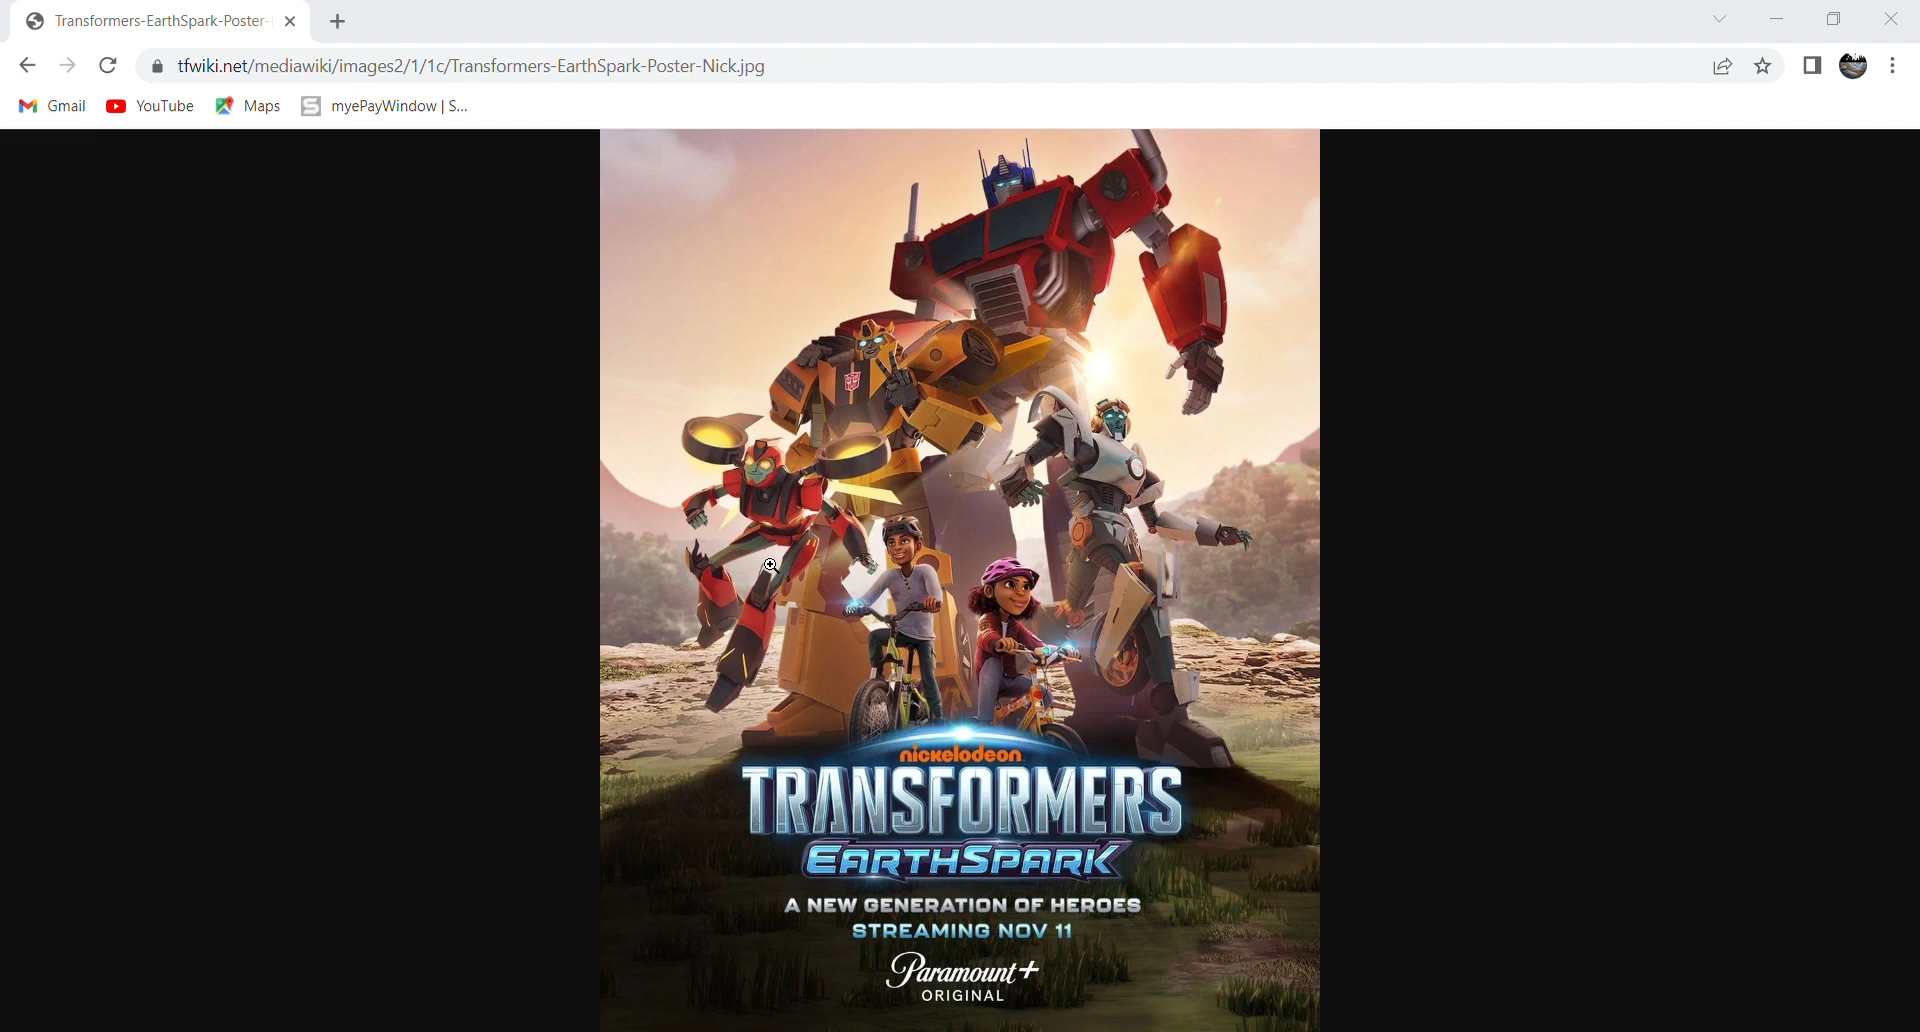 Transformers-EarthSpark-Poster-
tfwiki.net/mediawiki/images2/1/1c/Transformers-EarthSpark-Poster-Nick.jpg
Gmail YouTube Maps myePayWindow | S...
nickelodeon
TRANSFORMERS
EARTHSPARK
A NEW GENERATION OF HEROES
STREAMING NOV 11
Paramount+
ORIGINAL